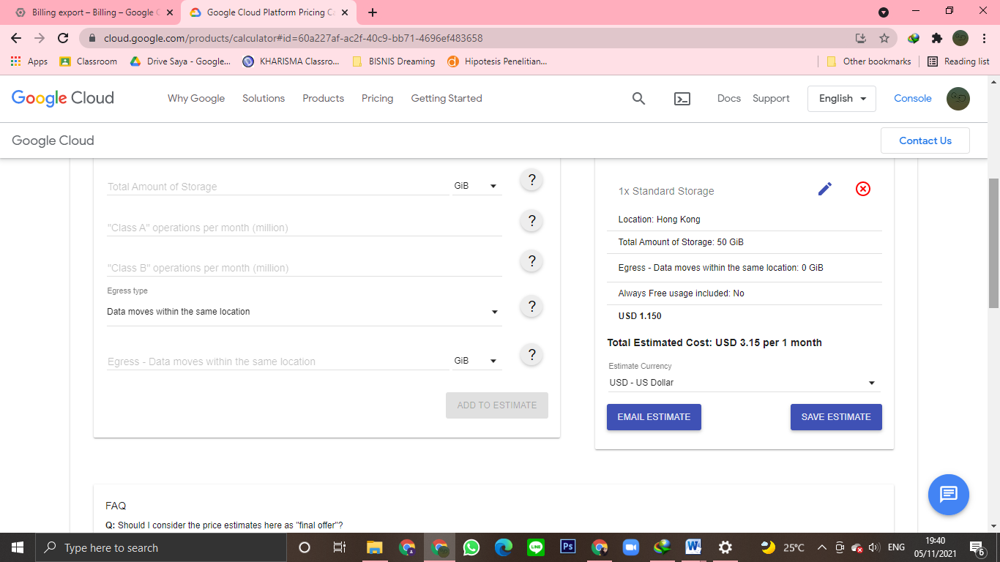 Billing export – Billing – Google C
Google Cloud Platform Pricing Ca
cloud.google.com/products/calculator#id=60a227af-ac2f-40c9-bb71-4696ef483658
Apps
Classroom
Drive Saya - Google...
KHARISMA Classro...
BISNIS Dreaming
Hipotesis Penelitian...
Other bookmarks
Reading list
Google Cloud
Why Google
Solutions
Products
Pricing
Getting Started
Docs
Support
English
Console
Google Cloud
Contact Us
Total Amount of Storage
GiB
?
"Class A" operations per month (million)
?
"Class B" operations per month (million)
?
Egress type
Data moves within the same location
?
Egress - Data moves within the same location
GiB
?
ADD TO ESTIMATE
1x Standard Storage
Location: Hong Kong
Total Amount of Storage: 50 GiB
Egress - Data moves within the same location: 0 GiB
Always Free usage included: No
USD 1.150
Total Estimated Cost: USD 3.15 per 1 month
Estimate Currency
USD - US Dollar
EMAIL ESTIMATE
SAVE ESTIMATE
FAQ
Q: Should I consider the price estimates here as "final offer"?
Type here to search
LINE
Ps
W
25°C
ENG
19:40
05/11/2021
6